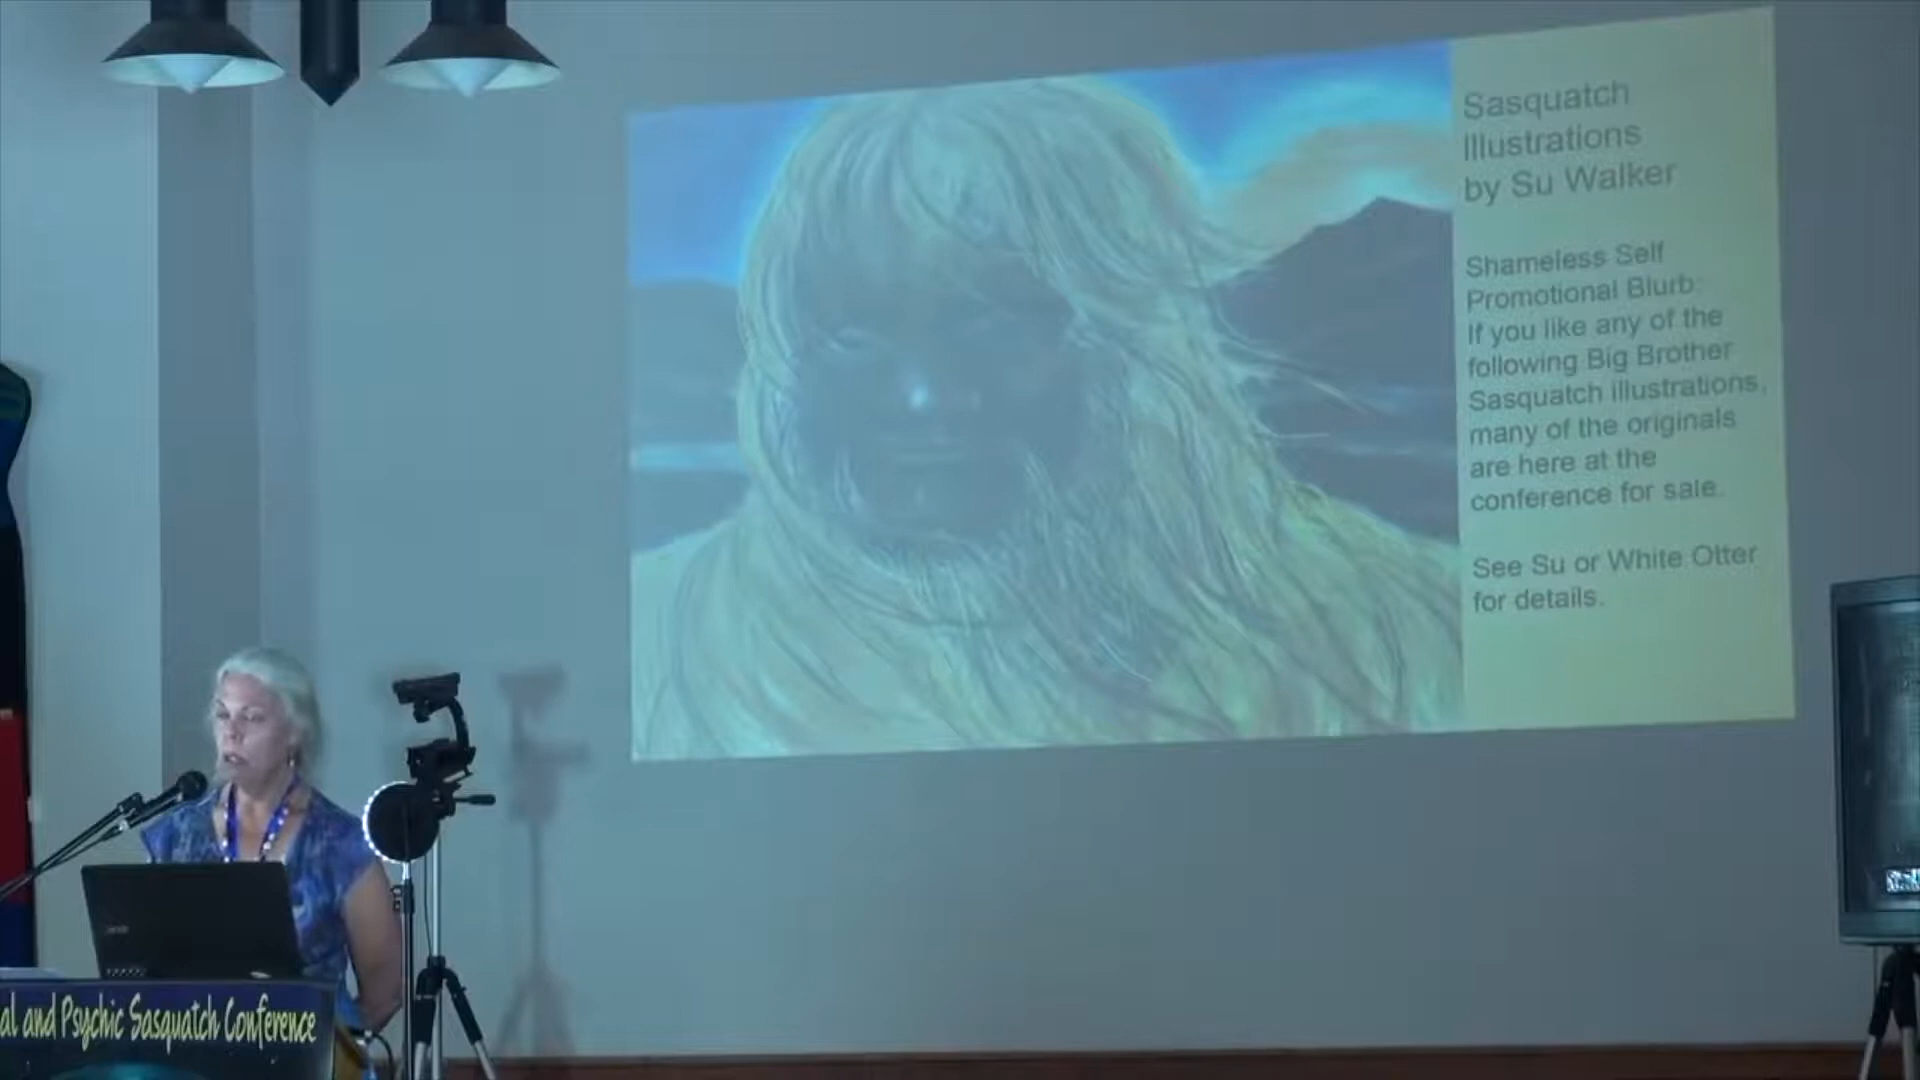 Sasquatch
Illustrations
by Su Walker
Shameless Self
Promotional Blurb:
If you like any of the
following Big Brother
Sasquatch illustrations,
many of the originals
are here at the
conference for sale.
See Su or White Otter
for details.
al and Psychic Sasquatch Conference